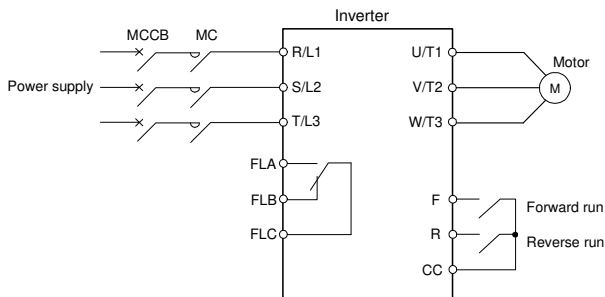 Inverter
MCCB MC
R/L1 U/T1
Motor
Power supply S/L2 V/T2 M
T/L3 W/T3
FLA
FLB F Forward run
FLC R Reverse run
CC